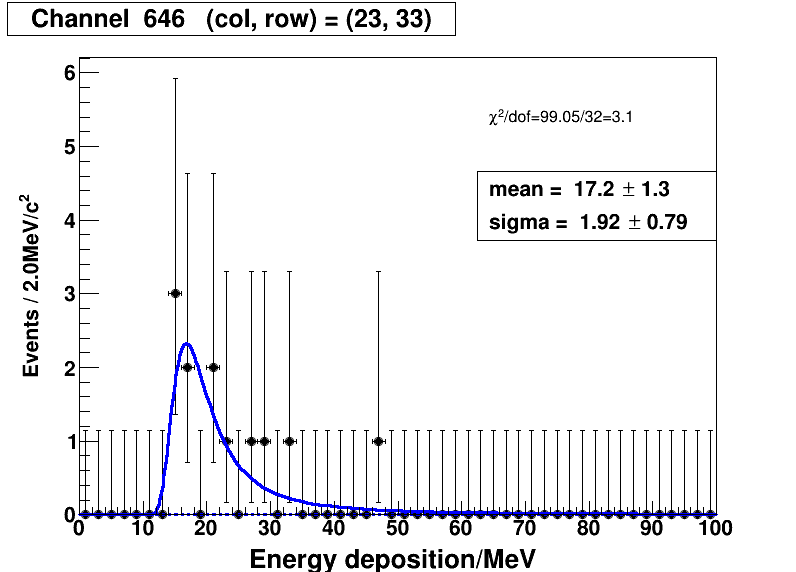 Channel  646   (col, row) = (23, 33)
χ²/dof=99.05/32=3.1
mean =  17.2 ± 1.3
sigma =  1.92 ± 0.79
Events / 2.0MeV/c²
6
5
4
3
2
1
0
0 10 20 30 40 50 60 70 80 90 100
Energy deposition/MeV